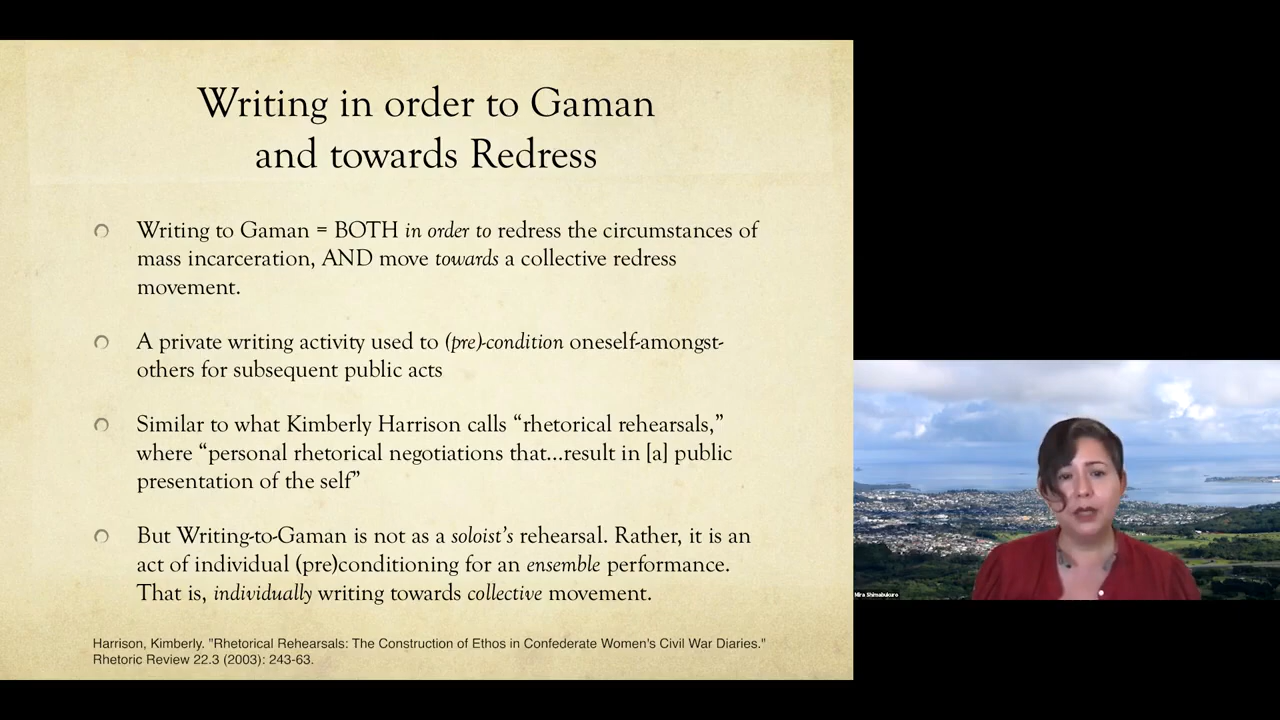 Writing in order to Gaman
and towards Redress
Writing to Gaman = BOTH in order to redress the circumstances of
mass incarceration, AND move towards a collective redress
movement.
A private writing activity used to (pre)-condition oneself-amongst-
others for subsequent public acts
Similar to what Kimberly Harrison calls “rhetorical rehearsals,”
where “personal rhetorical negotiations that...result in [a] public
presentation of the self”
But Writing-to-Gaman is not as a soloist’s rehearsal. Rather, it is an
act of individual (pre)conditioning for an ensemble performance.
That is, individually writing towards collective movement.
Harrison, Kimberly. "Rhetorical Rehearsals: The Construction of Ethos in Confederate Women's Civil War Diaries."
Rhetoric Review 22.3 (2003): 243-63.
Mira Shimabukuro